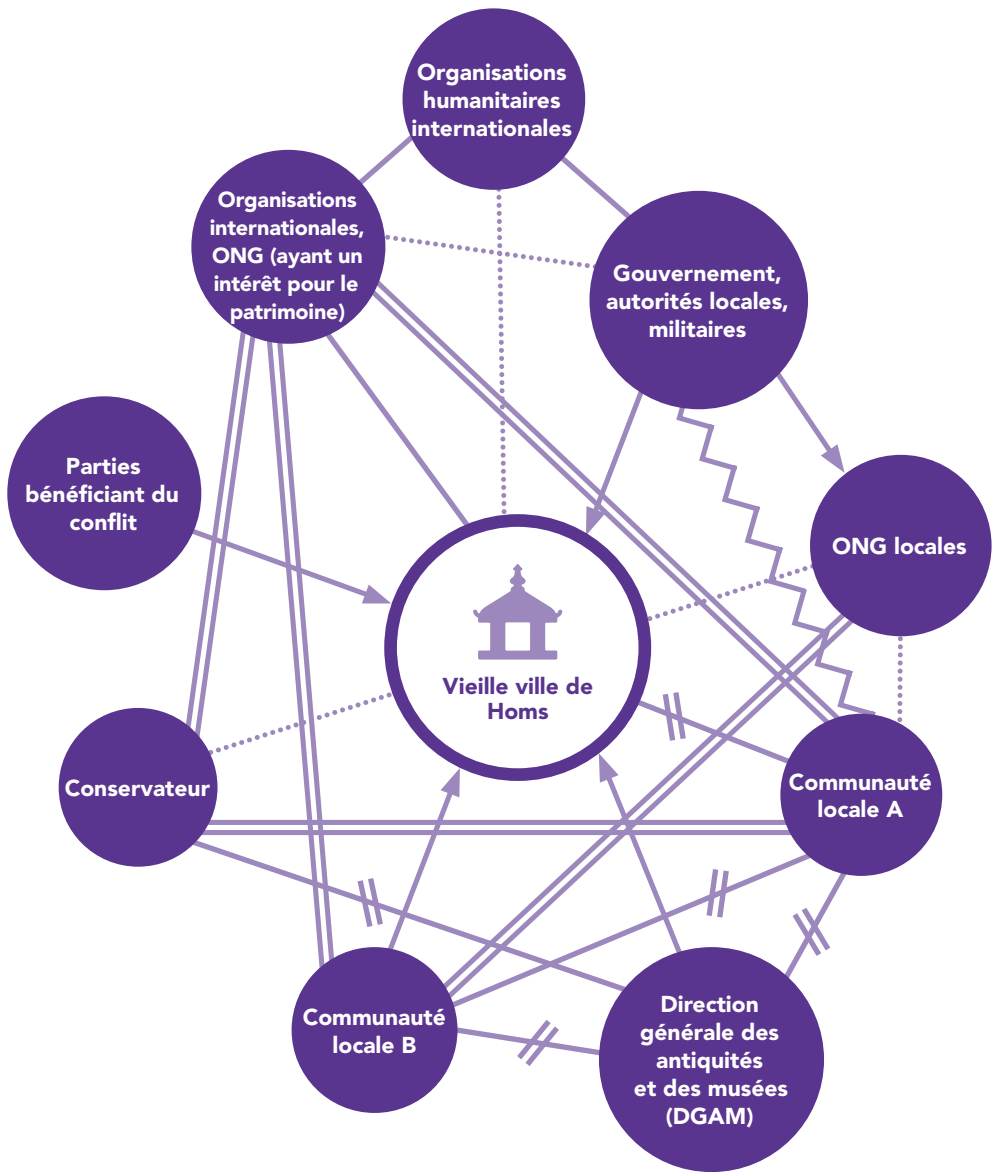 Organisations
humanitaires
internationales
Organisations
internationales,
ONG (ayant un
intérêt pour le
patrimoine)
Gouvernement,
autorités locales,
militaires
Parties
bénéficiant du
conflit
ONG locales
Vieille ville de
Homs
Conservateur
Communauté
locale A
Communauté
locale B
Direction
générale des
antiquités
et des musées
(DGAM)